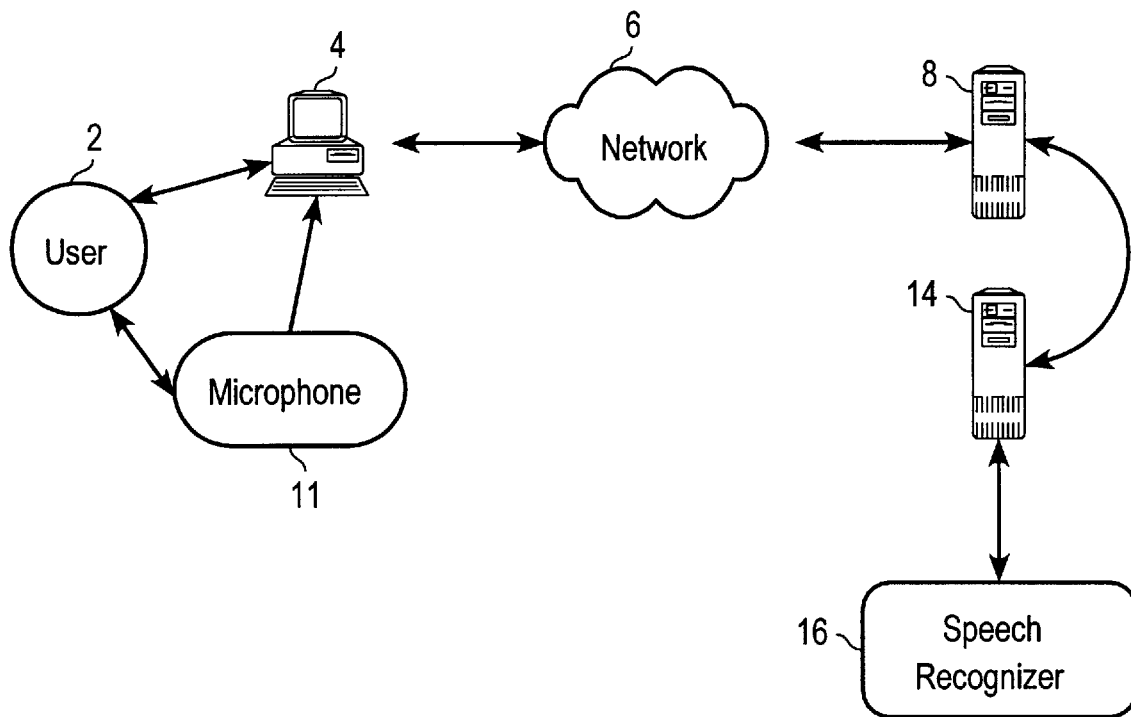 4
6
8
2
Network
User
14
Microphone
11
16
Speech
Recognizer